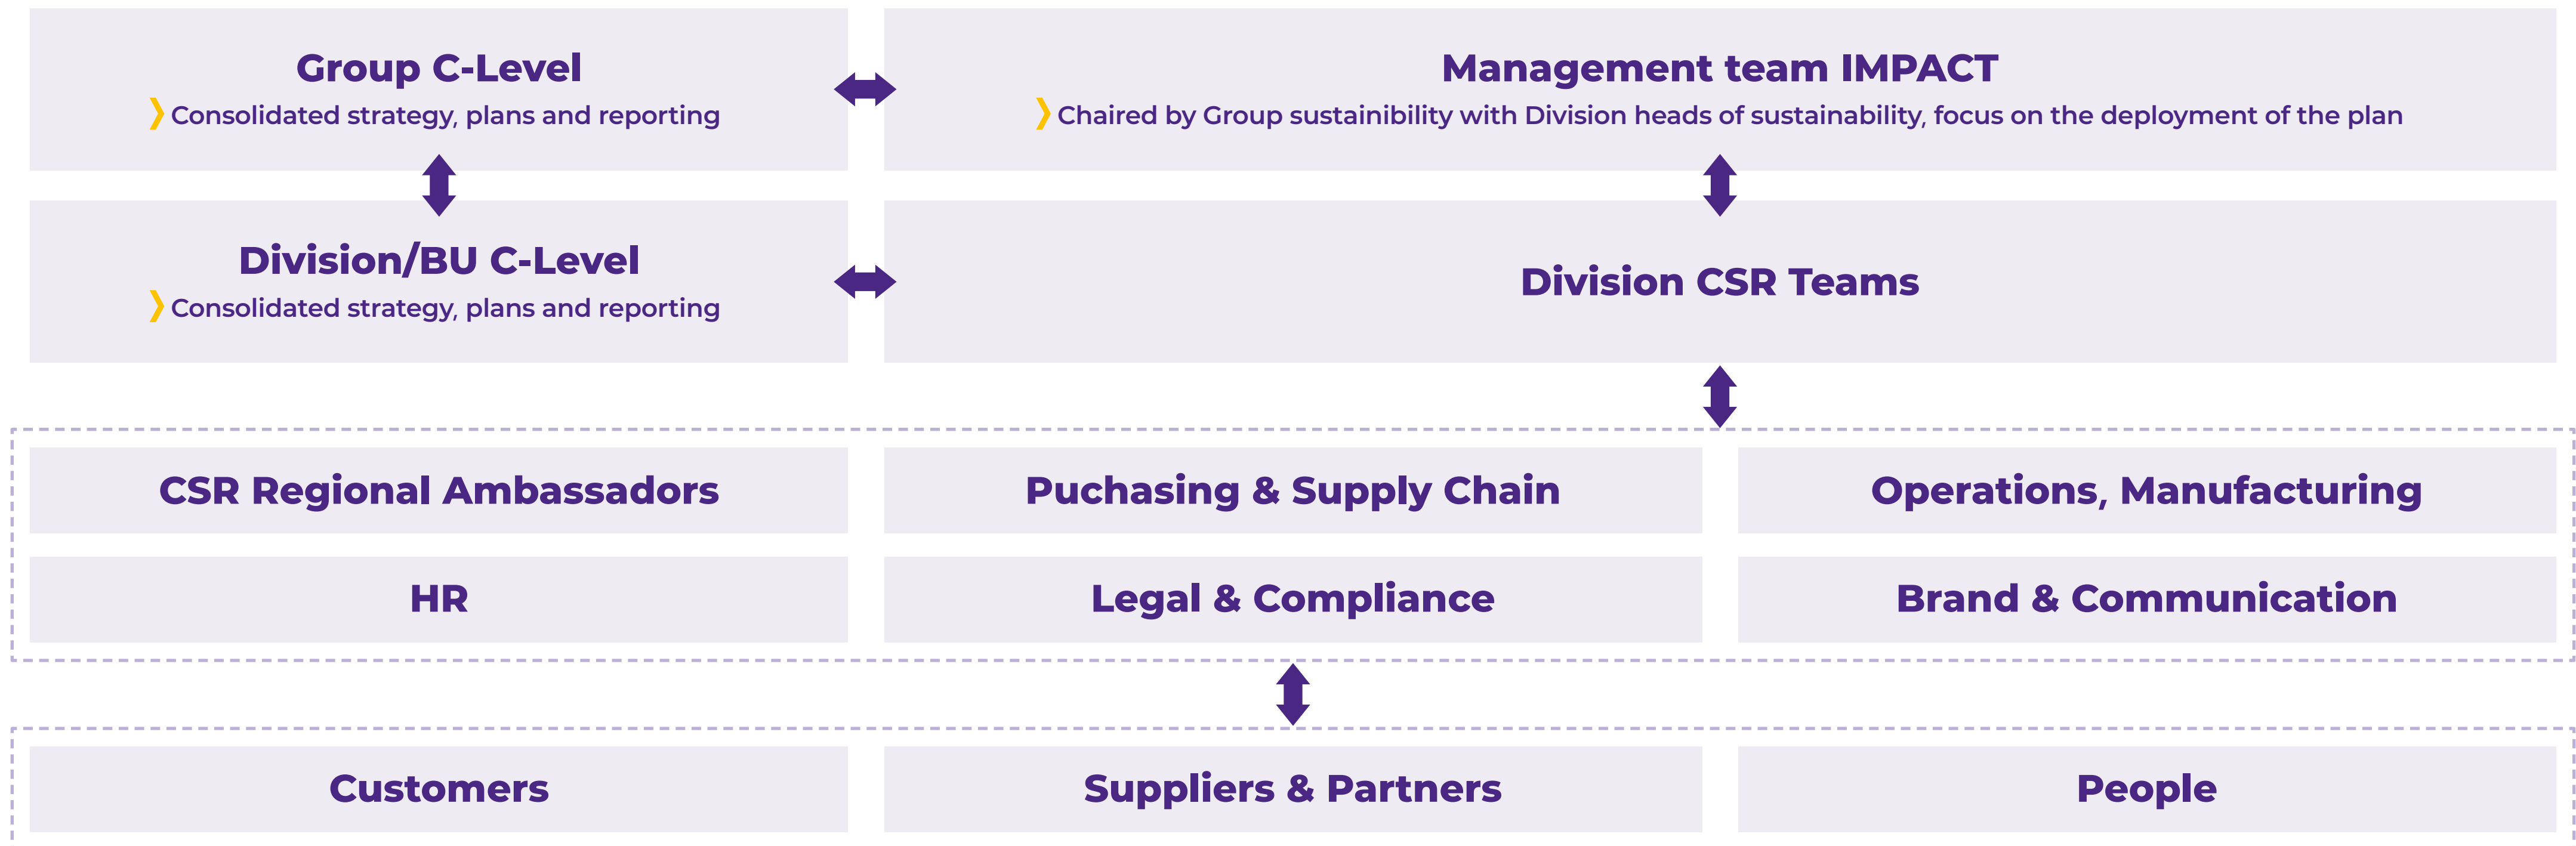 Group C-Level
Consolidated strategy, plans and reporting
Management team IMPACT
Chaired by Group sustainibility with Division heads of sustainability, focus on the deployment of the plan
Division/BU C-Level
Consolidated strategy, plans and reporting
Division CSR Teams
CSR Regional Ambassadors
Puchasing & Supply Chain
Operations, Manufacturing
HR
Legal & Compliance
Brand & Communication
Customers
Suppliers & Partners
People